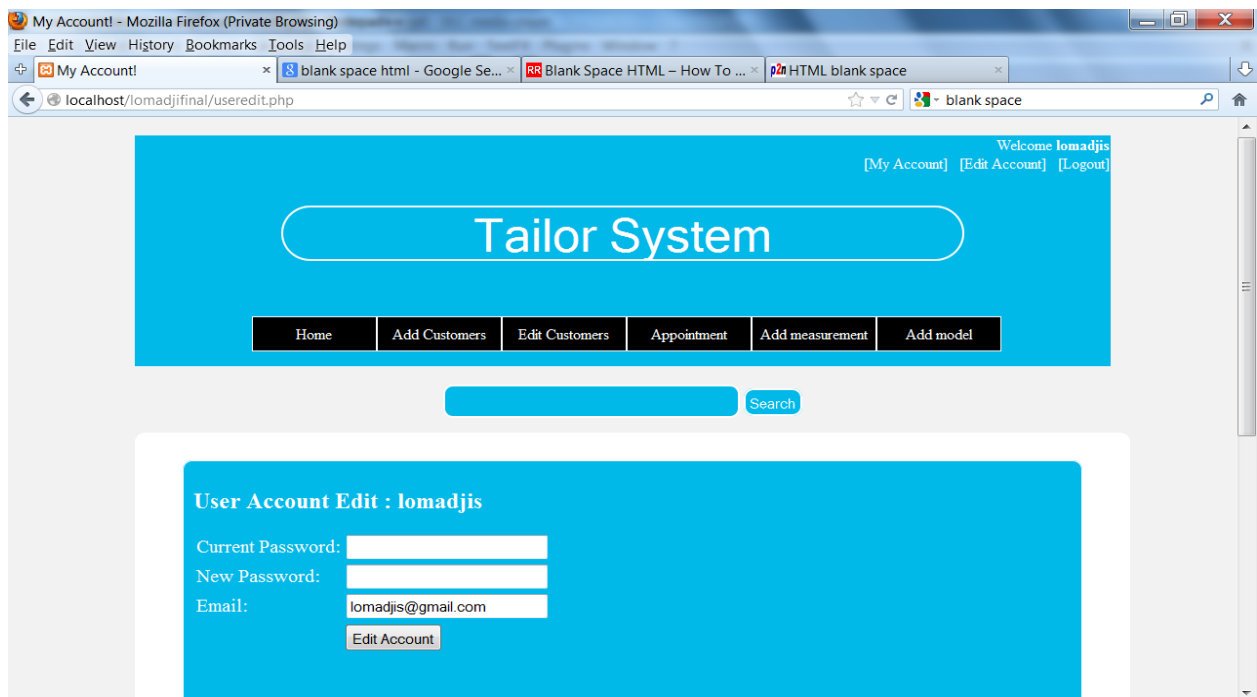 My Account! - Mozilla Firefox (Private Browsing)
File Edit View History Bookmarks Tools Help
My Account! × 8 blank space html - Google Se... × RR Blank Space HTML – How To ... × p2n HTML blank space ×
localhost/lomadjifinal/useredit.php blank space
Welcome lomadjis
[My Account] [Edit Account] [Logout]
Tailor System
Home Add Customers Edit Customers Appointment Add measurement Add model
Search
User Account Edit : lomadjis
Current Password:
New Password:
Email: lomadjis@gmail.com
Edit Account